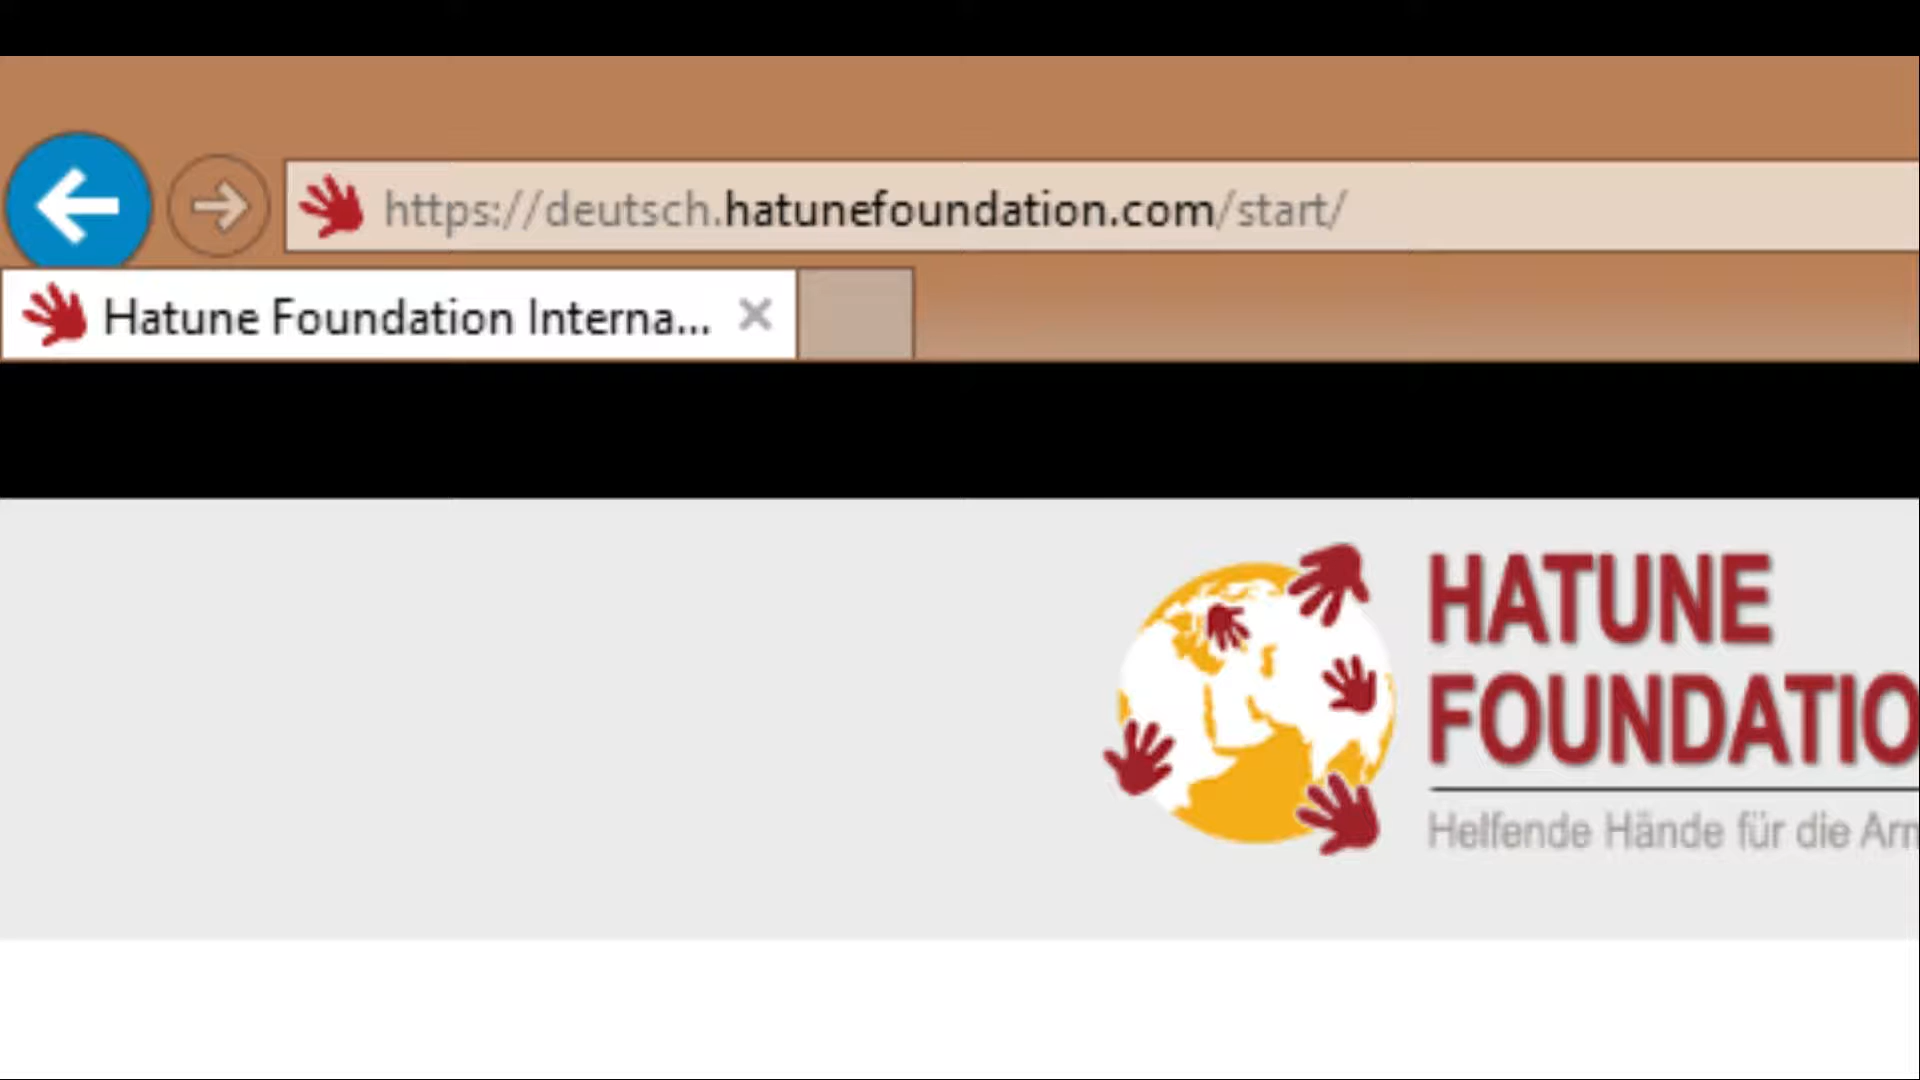 https://deutsch.hatunefoundation.com/start/
Hatune Foundation Interna...
HATUNE
FOUNDATIO
Helfende Hände für die Arm